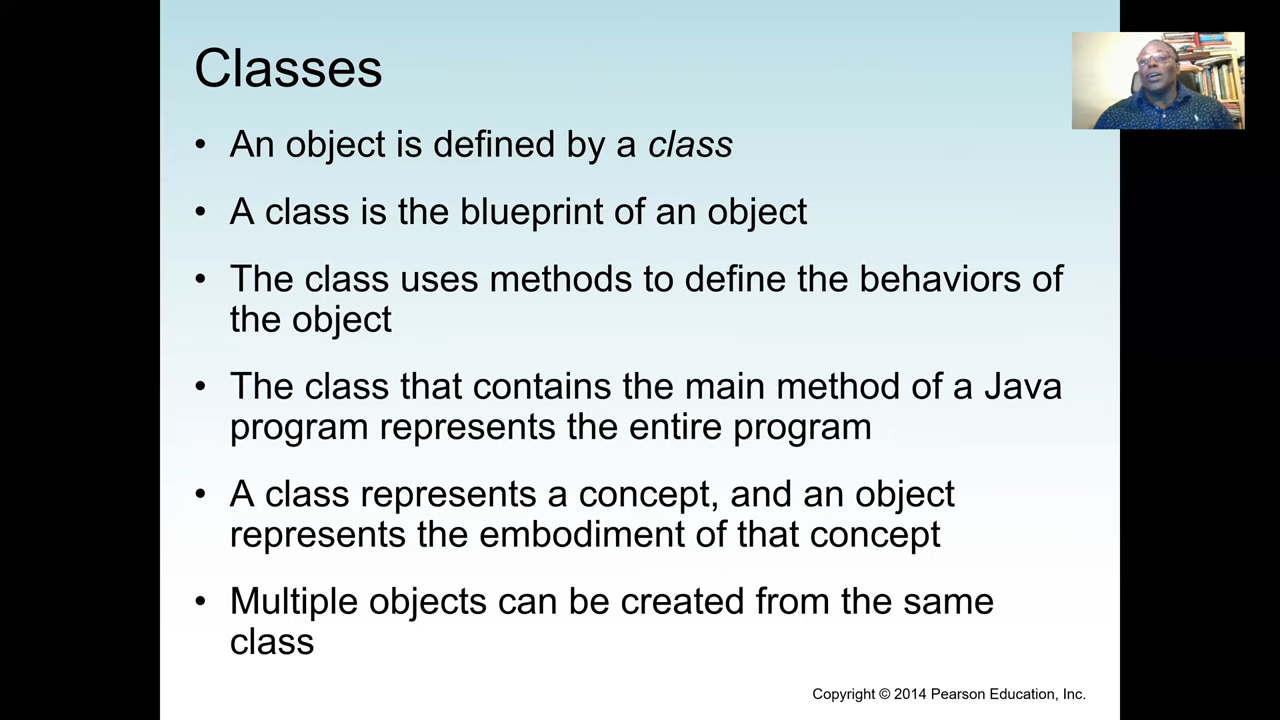 Classes
• An object is defined by a class
• A class is the blueprint of an object
• The class uses methods to define the behaviors of
the object
• The class that contains the main method of a Java
program represents the entire program
• A class represents a concept, and an object
represents the embodiment of that concept
• Multiple objects can be created from the same
class
Copyright © 2014 Pearson Education, Inc.